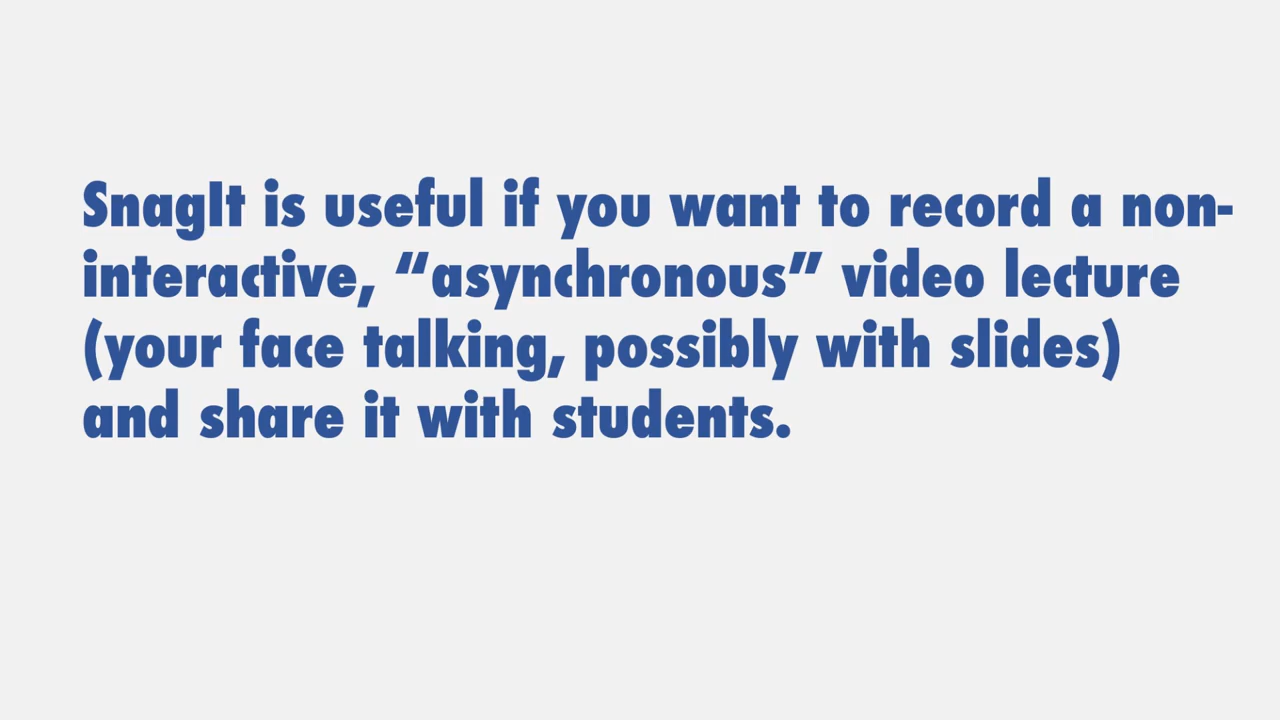 SnagIt is useful if you want to record a non-
interactive, “asynchronous” video lecture
(your face talking, possibly with slides)
and share it with students.